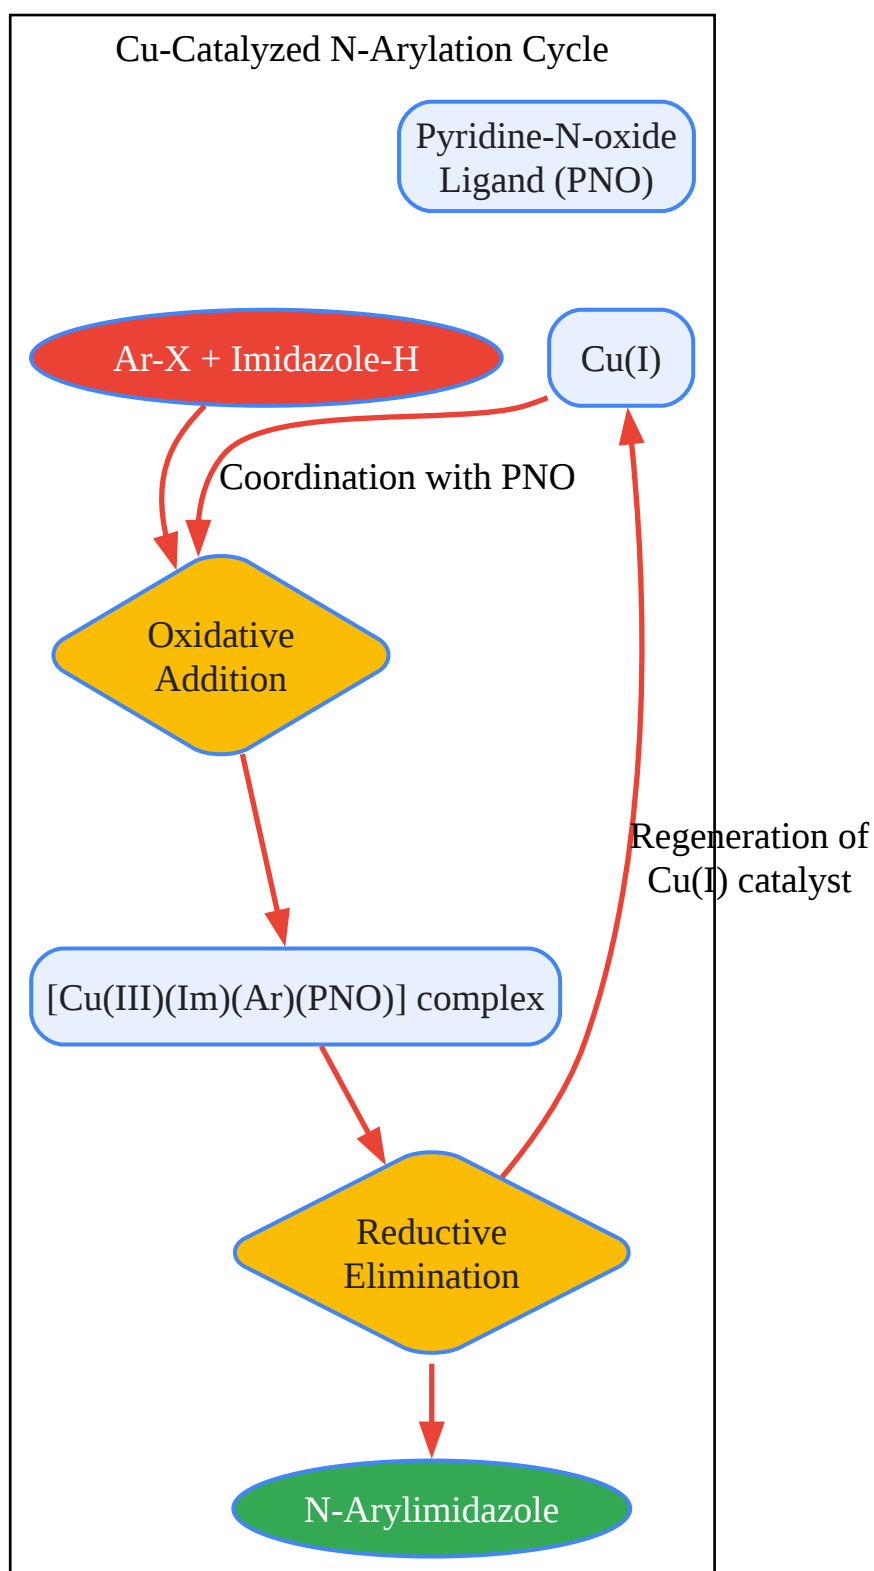 Cu-Catalyzed N-Arylation Cycle
Pyridine-N-oxide
Ligand (PNO)
Ar-X + Imidazole-H
Cu(I)
Coordination with PNO
Oxidative
Addition
Regeneration of
Cu(I) catalyst
[Cu(III)(Im)(Ar)(PNO)] complex
Reductive
Elimination
N-Arylimidazole